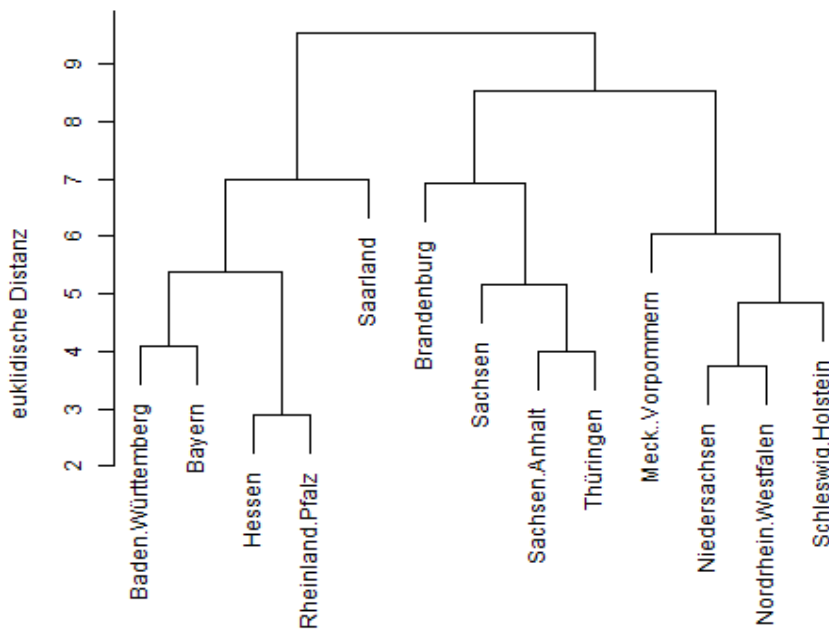 euklidische Distanz
9
8
7
6
5
4
3
2
Baden.Württemberg
Bayern
Hessen
Rheinland.Pfalz
Saarland
Brandenburg
Sachsen
Sachsen.Anhalt
Thüringen
Meck..Vorpommern
Niedersachsen
Nordrhein.Westfalen
Schleswig.Holstein